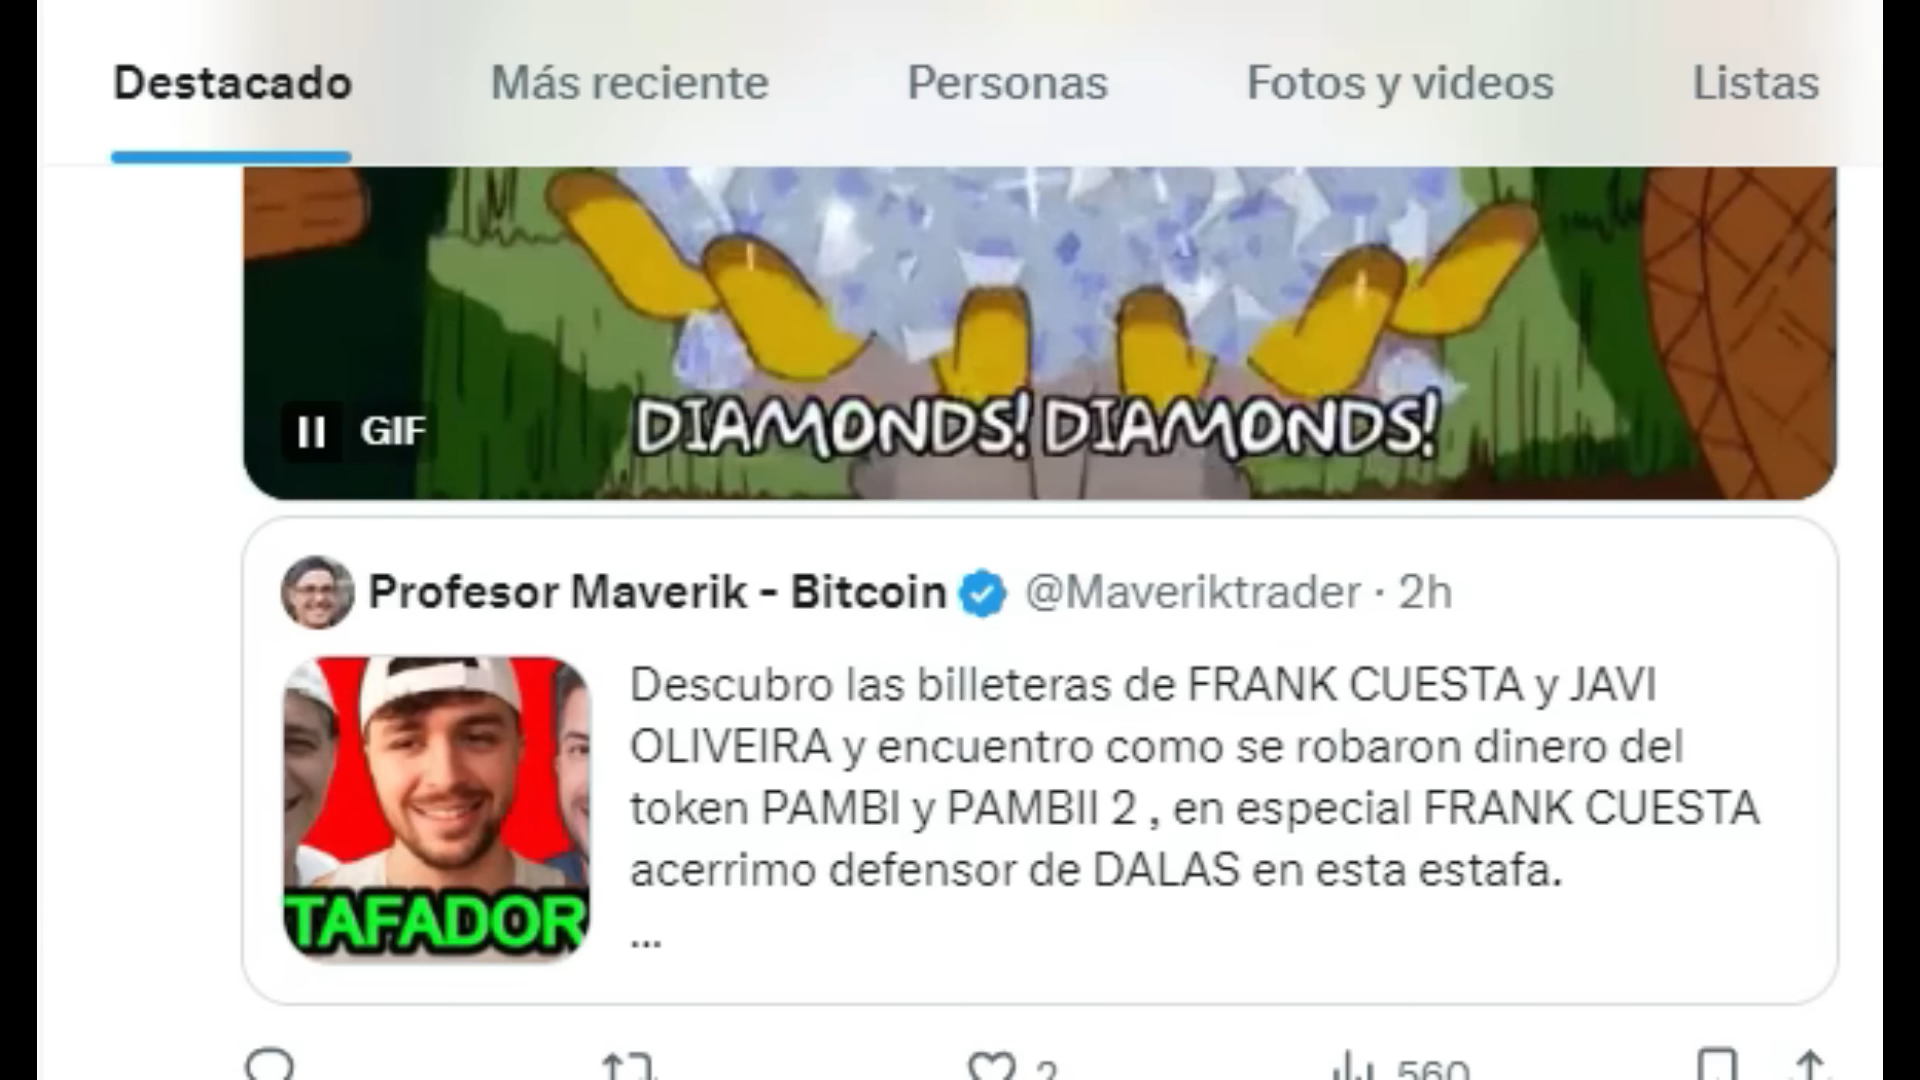 Destacado Más reciente Personas Fotos y videos Listas
DIAMONDS! DIAMONDS!
GIF
Profesor Maverik - Bitcoin @Maveriktrader · 2h
Descubro las billeteras de FRANK CUESTA y JAVI
OLIVEIRA y encuentro como se robaron dinero del
token PAMBI y PAMBII 2 , en especial FRANK CUESTA
acerrimo defensor de DALAS en esta estafa.
...
TAFADOR
2 560